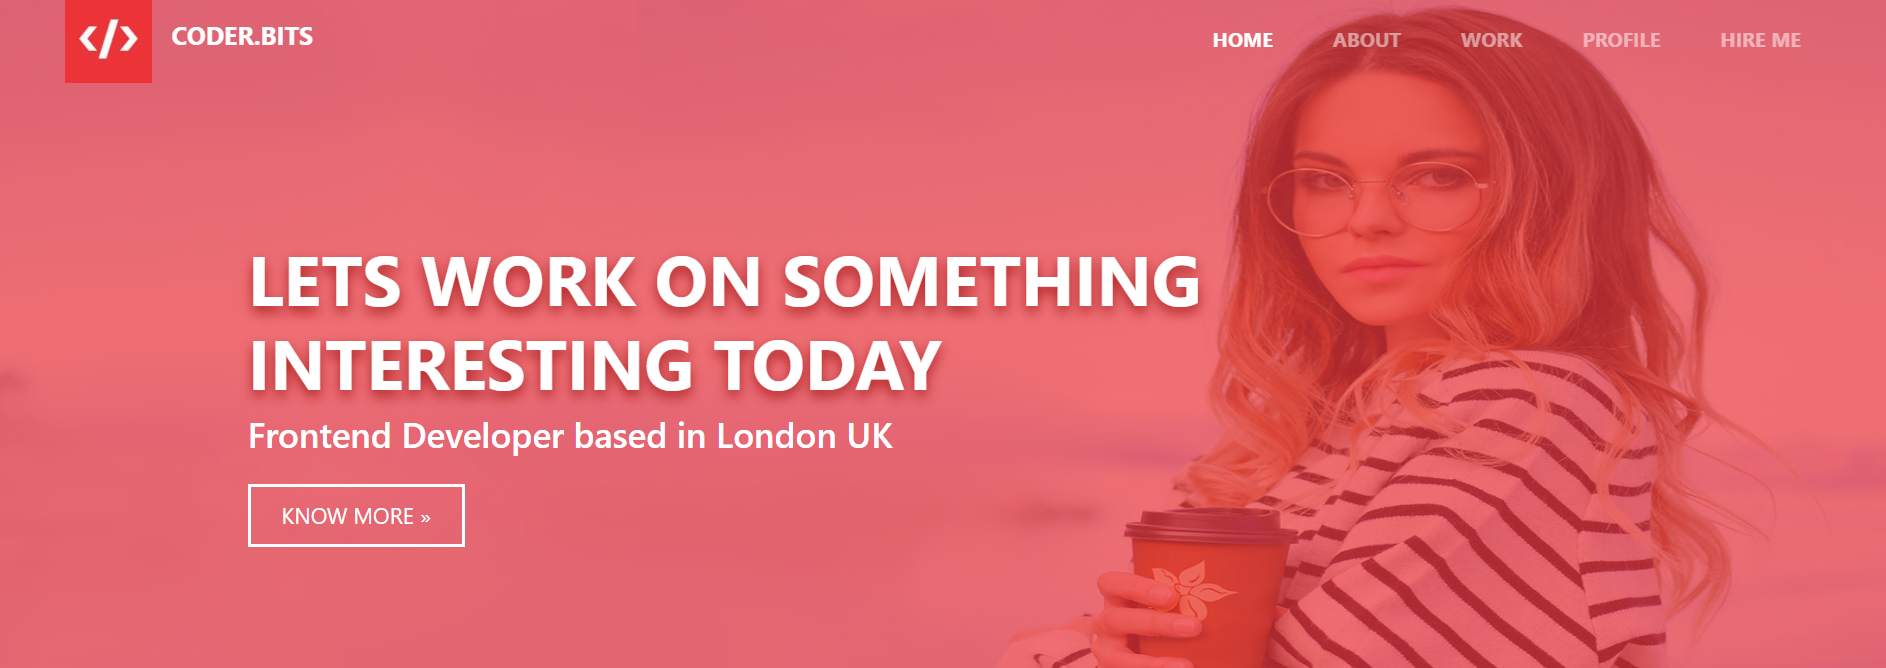 </>
CODER.BITS
HOME ABOUT WORK PROFILE HIRE ME
LETS WORK ON SOMETHING
INTERESTING TODAY
Frontend Developer based in London UK
KNOW MORE »